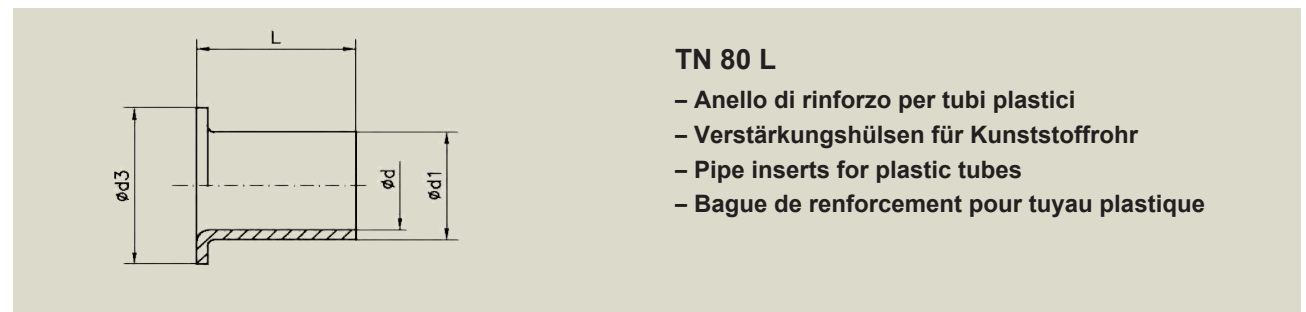 L
ød3
ød
ød1
TN 80 L
– Anello di rinforzo per tubi plastici
– Verstärkungshülsen für Kunststoffrohr
– Pipe inserts for plastic tubes
– Bague de renforcement pour tuyau plastique